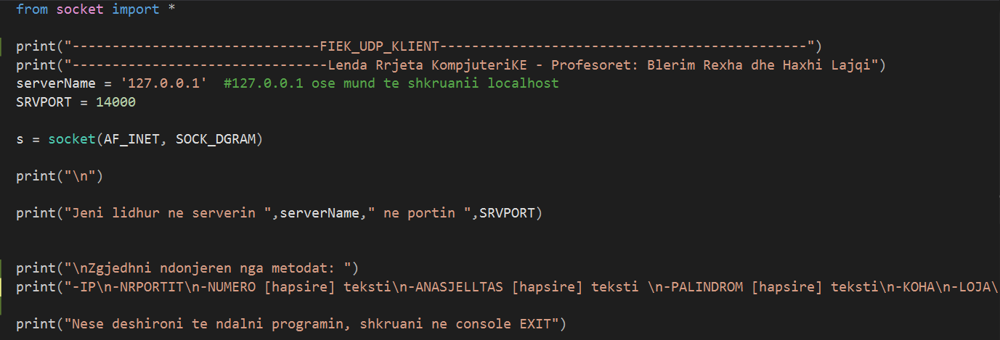 from socket import *
print("-------------------------------FIEK_UDP_KLIENT----------------------------------------------")
print("--------------------------------Lenda Rrjeta KompjuteriKE - Profesoret: Blerim Rexha dhe Haxhi Lajqi")
serverName = '127.0.0.1'  #127.0.0.1 ose mund te shkruanii localhost
SRVPORT = 14000
s = socket(AF_INET, SOCK_DGRAM)
print("\n")
print("Jeni lidhur ne serverin ",serverName," ne portin ",SRVPORT)
print("\nZgjedhni ndonjeren nga metodat: ")
print("-IP\n-NRPORTIT\n-NUMERO [hapsire] teksti\n-ANASJELLTAS [hapsire] teksti \n-PALINDROM [hapsire] teksti\n-KOHA\n-LOJA\
print("Nese deshironi te ndalni programin, shkruani ne console EXIT")